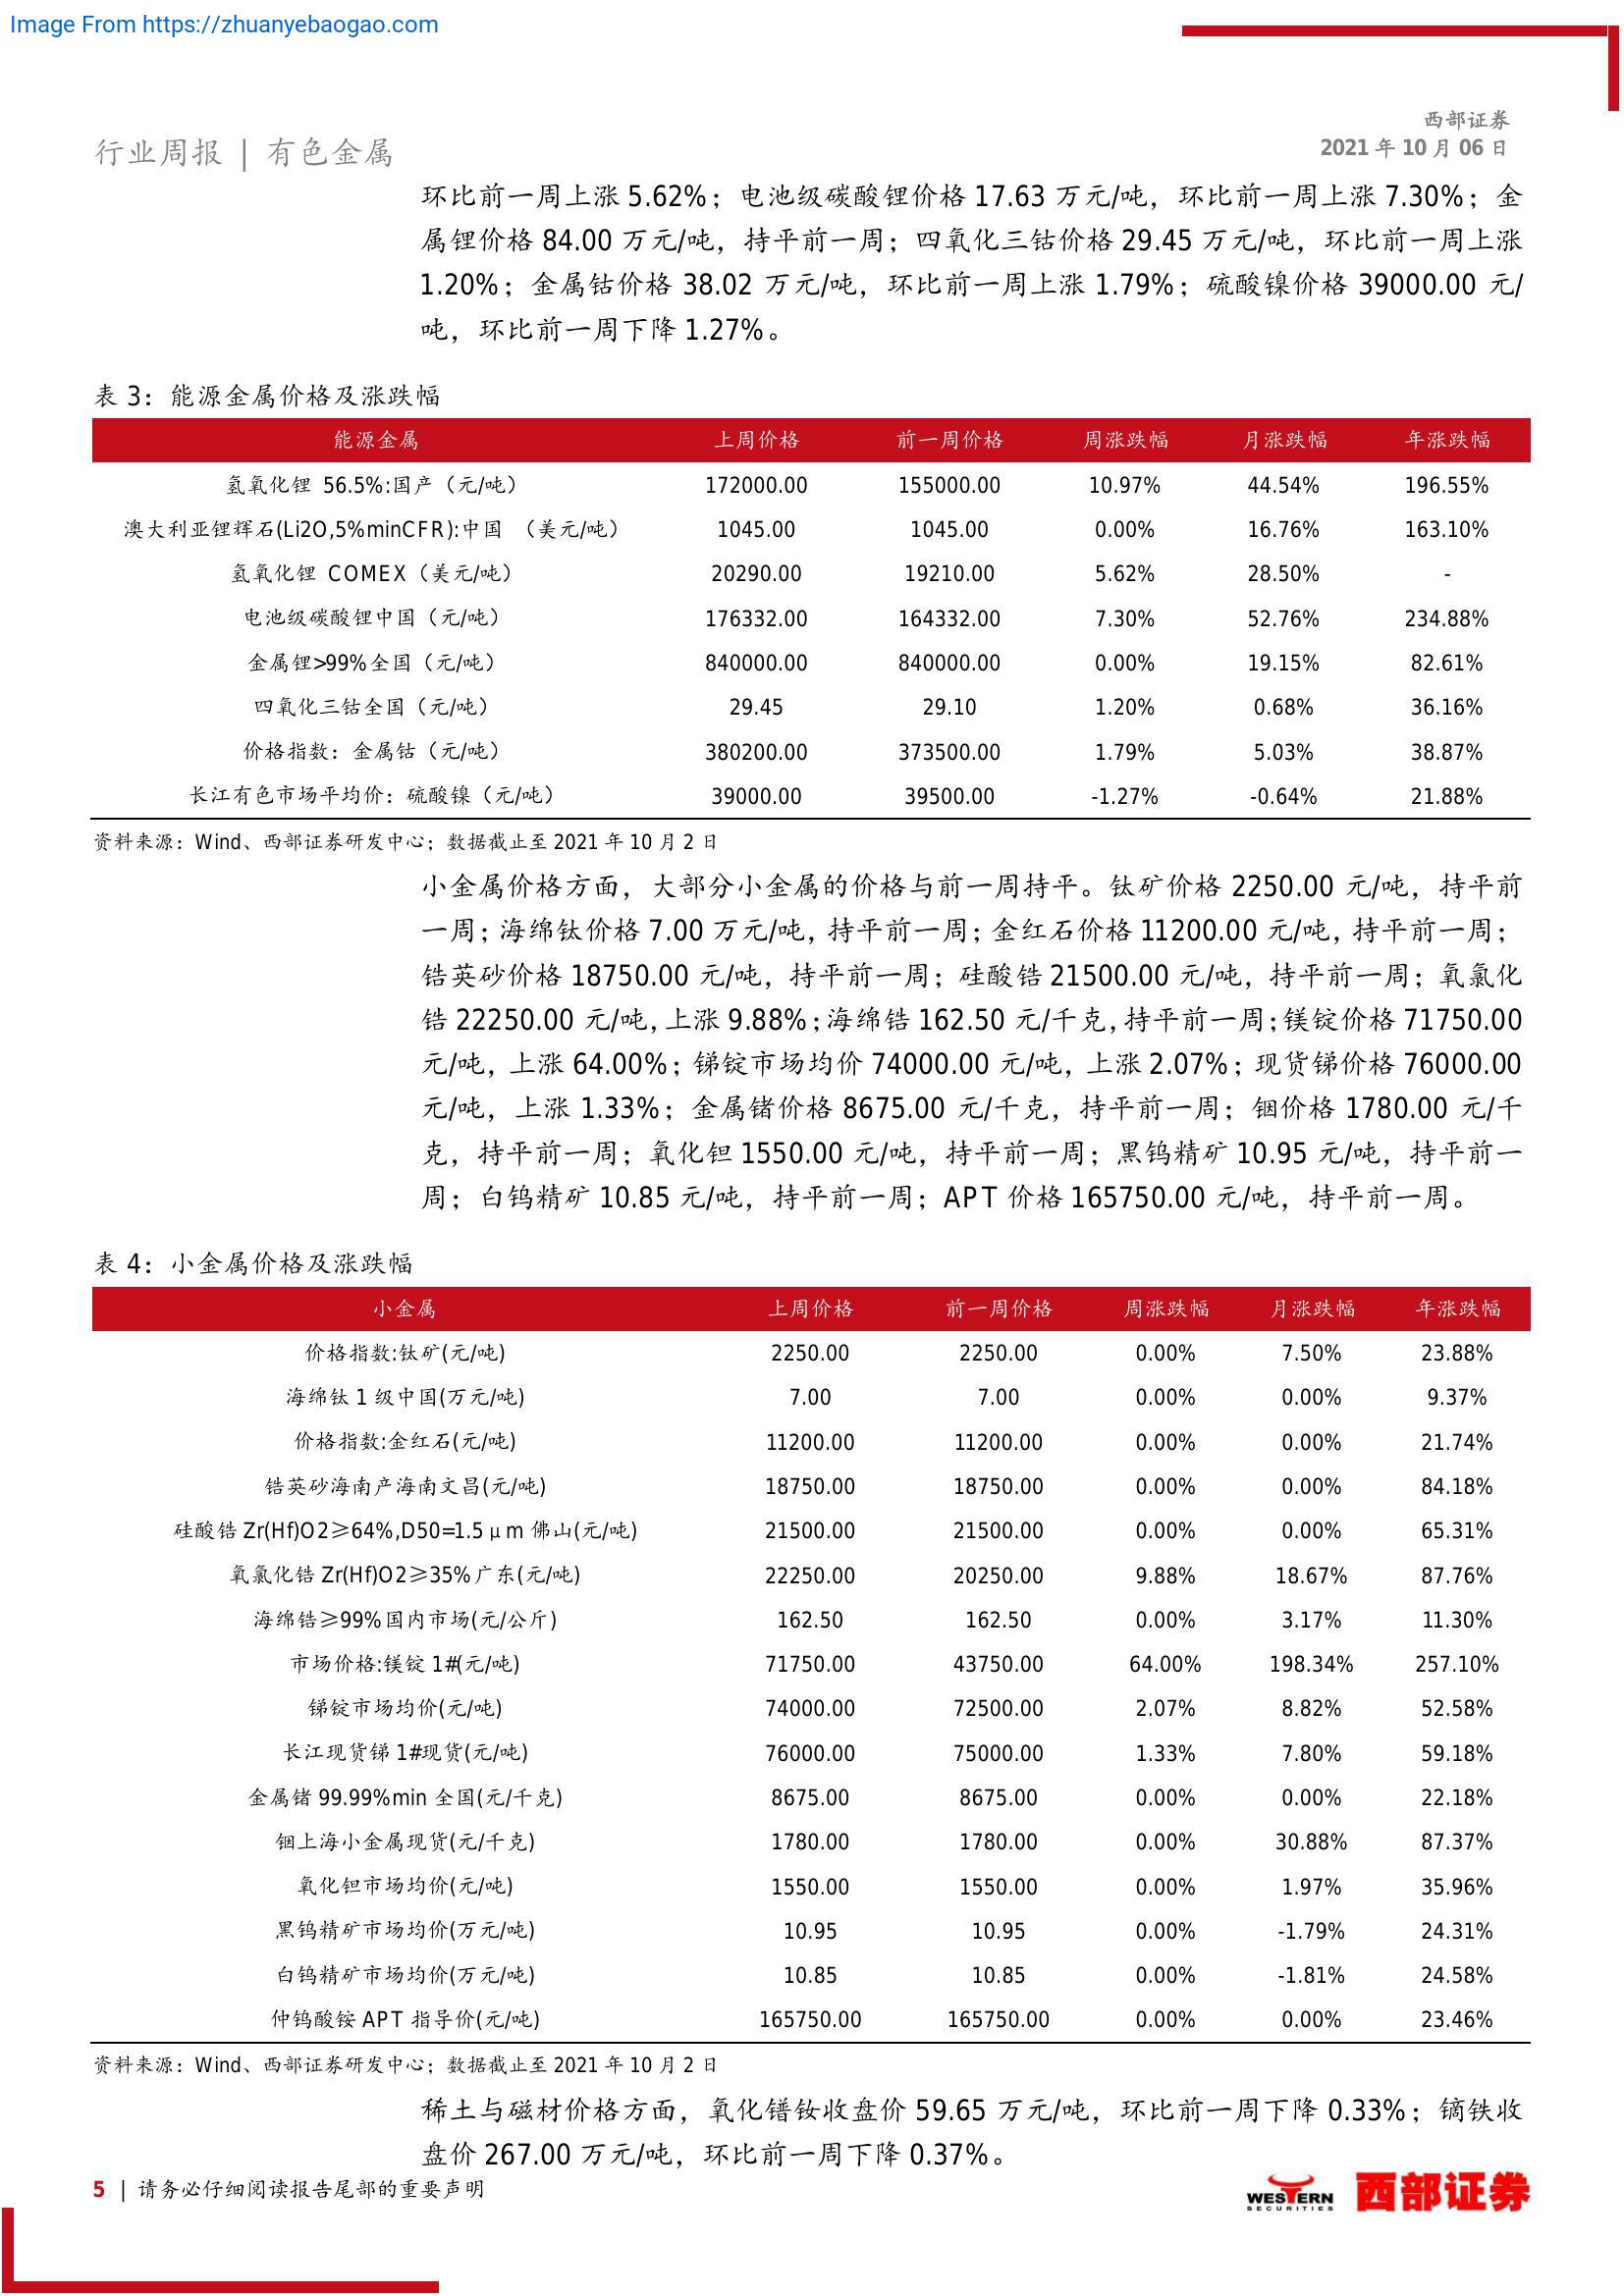 Image From https://zhuanyebaogao.com
西部证券
行业周报 | 有色金属
2021 年 10 月 06 日
环比前一周上涨 5.62%；电池级碳酸锂价格 17.63 万元/吨，环比前一周上涨 7.30%；金
属锂价格 84.00 万元/吨，持平前一周；四氧化三钴价格 29.45 万元/吨，环比前一周上涨
1.20%；金属钴价格 38.02 万元/吨，环比前一周上涨 1.79%；硫酸镍价格 39000.00 元/
吨，环比前一周下降 1.27%。
表 3：能源金属价格及涨跌幅
能源金属 上周价格 前一周价格 周涨跌幅 月涨跌幅 年涨跌幅
氢氧化锂 56.5%:国产（元/吨） 172000.00 155000.00 10.97% 44.54% 196.55%
澳大利亚锂辉石(Li2O,5%minCFR):中国 （美元/吨） 1045.00 1045.00 0.00% 16.76% 163.10%
氢氧化锂 COMEX（美元/吨） 20290.00 19210.00 5.62% 28.50% -
电池级碳酸锂中国（元/吨） 176332.00 164332.00 7.30% 52.76% 234.88%
金属锂>99%全国（元/吨） 840000.00 840000.00 0.00% 19.15% 82.61%
四氧化三钴全国（元/吨） 29.45 29.10 1.20% 0.68% 36.16%
价格指数：金属钴（元/吨） 380200.00 373500.00 1.79% 5.03% 38.87%
长江有色市场平均价：硫酸镍（元/吨） 39000.00 39500.00 -1.27% -0.64% 21.88%
资料来源：Wind、西部证券研发中心；数据截止至 2021 年 10 月 2 日
小金属价格方面，大部分小金属的价格与前一周持平。钛矿价格 2250.00 元/吨，持平前
一周；海绵钛价格 7.00 万元/吨，持平前一周；金红石价格 11200.00 元/吨，持平前一周；
锆英砂价格 18750.00 元/吨，持平前一周；硅酸锆 21500.00 元/吨，持平前一周；氧氯化
锆 22250.00 元/吨，上涨 9.88%；海绵锆 162.50 元/千克，持平前一周；镁锭价格 71750.00
元/吨，上涨 64.00%；锑锭市场均价 74000.00 元/吨，上涨 2.07%；现货锑价格 76000.00
元/吨，上涨 1.33%；金属锗价格 8675.00 元/千克，持平前一周；铟价格 1780.00 元/千
克，持平前一周；氧化钽 1550.00 元/吨，持平前一周；黑钨精矿 10.95 元/吨，持平前一
周；白钨精矿 10.85 元/吨，持平前一周；APT 价格 165750.00 元/吨，持平前一周。
表 4：小金属价格及涨跌幅
小金属 上周价格 前一周价格 周涨跌幅 月涨跌幅 年涨跌幅
价格指数:钛矿(元/吨) 2250.00 2250.00 0.00% 7.50% 23.88%
海绵钛 1 级中国(万元/吨) 7.00 7.00 0.00% 0.00% 9.37%
价格指数:金红石(元/吨) 11200.00 11200.00 0.00% 0.00% 21.74%
锆英砂海南产海南文昌(元/吨) 18750.00 18750.00 0.00% 0.00% 84.18%
硅酸锆 Zr(Hf)O2≥64%,D50=1.5μm 佛山(元/吨) 21500.00 21500.00 0.00% 0.00% 65.31%
氧氯化锆 Zr(Hf)O2≥35%广东(元/吨) 22250.00 20250.00 9.88% 18.67% 87.76%
海绵锆≥99%国内市场(元/公斤) 162.50 162.50 0.00% 3.17% 11.30%
市场价格:镁锭 1#(元/吨) 71750.00 43750.00 64.00% 198.34% 257.10%
锑锭市场均价(元/吨) 74000.00 72500.00 2.07% 8.82% 52.58%
长江现货锑 1#现货(元/吨) 76000.00 75000.00 1.33% 7.80% 59.18%
金属锗 99.99%min 全国(元/千克) 8675.00 8675.00 0.00% 0.00% 22.18%
铟上海小金属现货(元/千克) 1780.00 1780.00 0.00% 30.88% 87.37%
氧化钽市场均价(元/吨) 1550.00 1550.00 0.00% 1.97% 35.96%
黑钨精矿市场均价(万元/吨) 10.95 10.95 0.00% -1.79% 24.31%
白钨精矿市场均价(万元/吨) 10.85 10.85 0.00% -1.81% 24.58%
仲钨酸铵 APT 指导价(元/吨) 165750.00 165750.00 0.00% 0.00% 23.46%
资料来源：Wind、西部证券研发中心；数据截止至 2021 年 10 月 2 日
稀土与磁材价格方面，氧化镨钕收盘价 59.65 万元/吨，环比前一周下降 0.33%；镝铁收
盘价 267.00 万元/吨，环比前一周下降 0.37%。
5 | 请务必仔细阅读报告尾部的重要声明
WESTERN
SECURITIES
西部证券